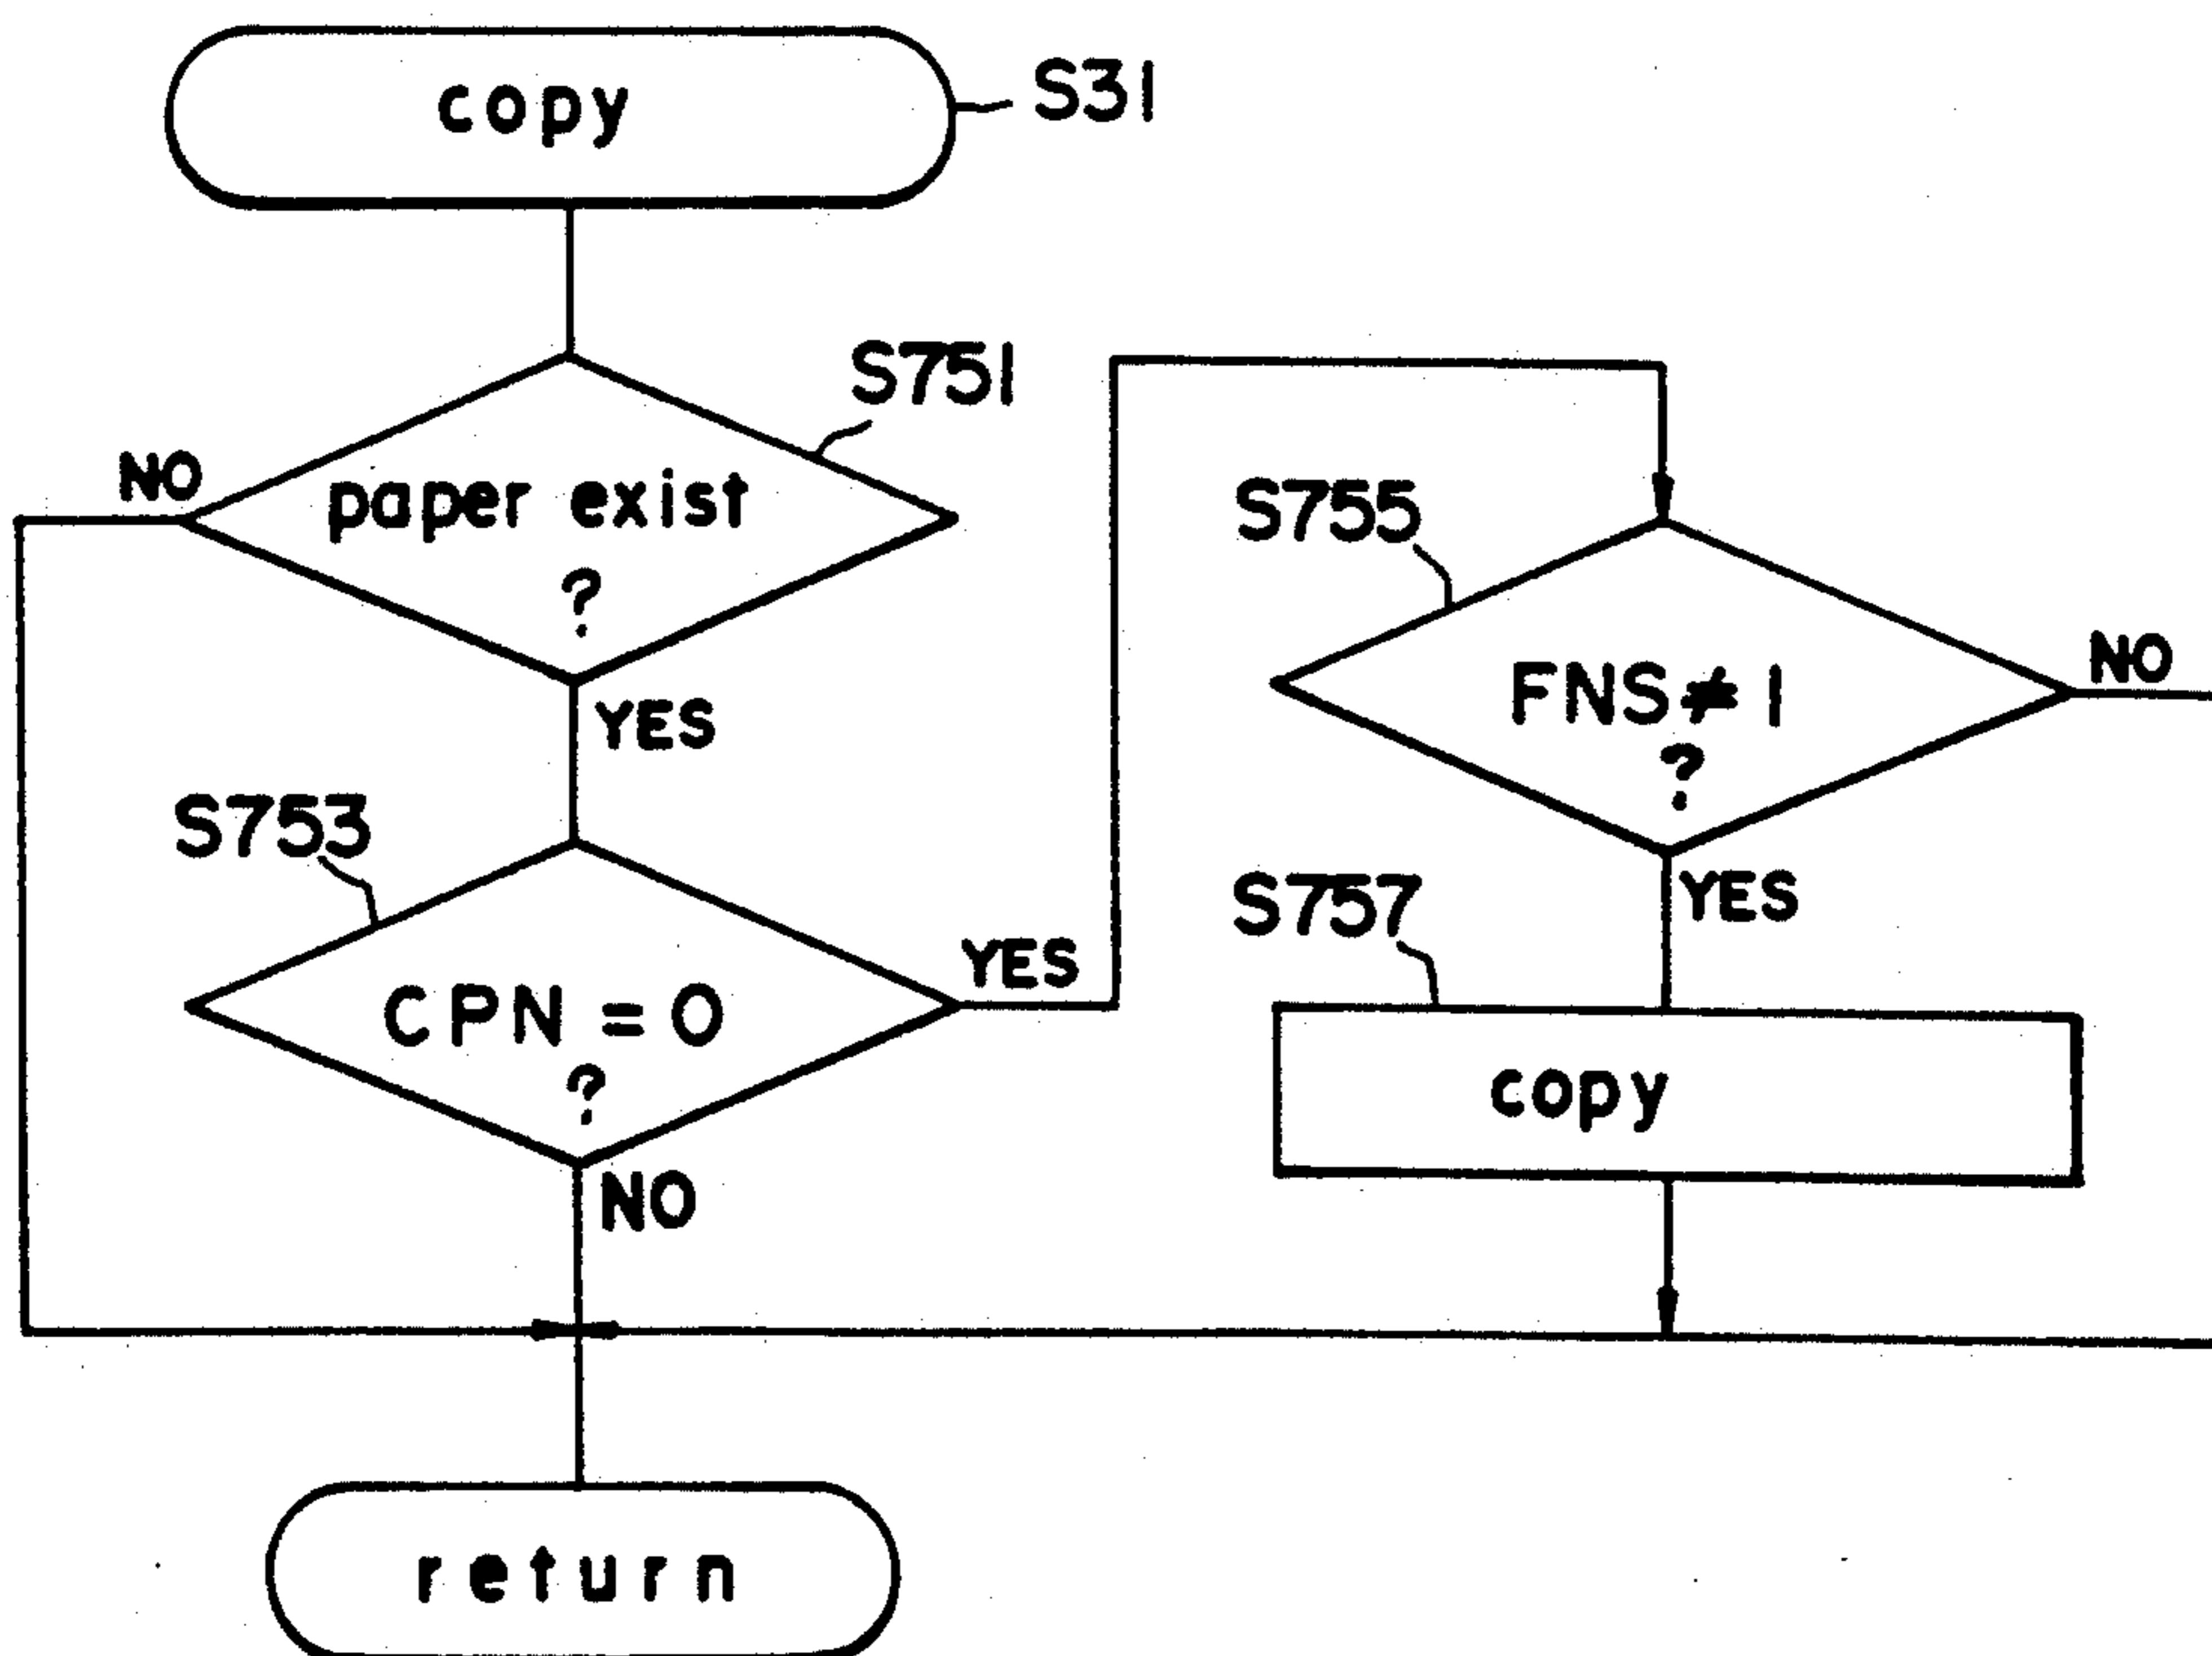 copy
S31
S751
NO
paper exist
?
YES
S753
CPN = 0
?
YES
NO
S755
FNS ≠ 1
?
NO
YES
S757
copy
return